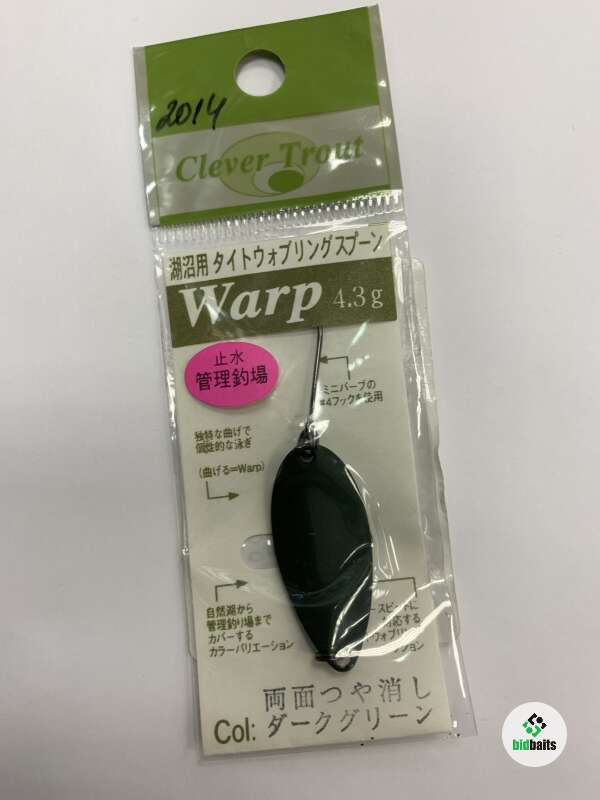 2014
Clever Trout
湖沼用 タイトウォブリングスプーン
Warp 4.3g
止水
管理釣場
ミニバーブの
#4フックを使用
独特な曲げで
個性的な泳ぎ
(曲げる=Warp)
自然湖から
管理釣り場まで
カバーする
カラーバリエーション
両面つや消し
Col: ダークグリーン
bidbaits